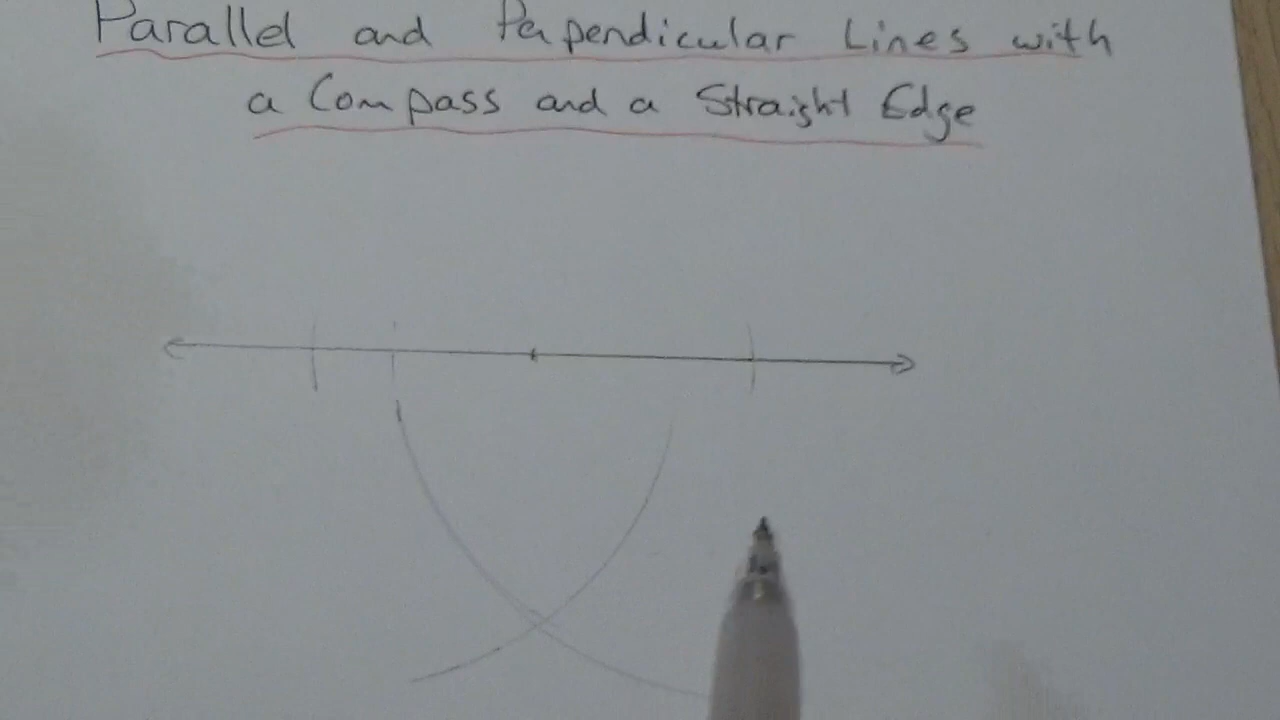 Parallel and Perpendicular Lines with
a Compass and a Straight Edge